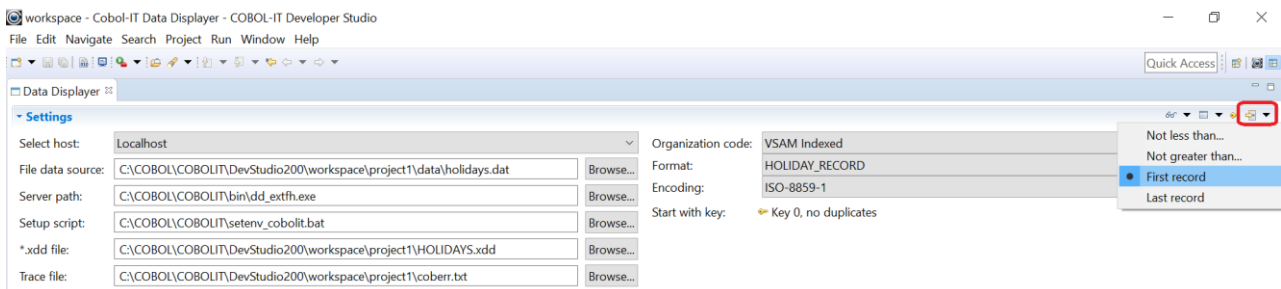 workspace - Cobol-IT Data Displayer - COBOL-IT Developer Studio
File Edit Navigate Search Project Run Window Help
Quick Access
Data Displayer
Settings
Select host: Localhost
File data source: C:\COBOL\COBOLIT\DevStudio200\workspace\project1\data\holidays.dat Browse...
Server path: C:\COBOL\COBOLIT\bin\dd_extfh.exe Browse...
Setup script: C:\COBOL\COBOLIT\setenv_cobolit.bat Browse...
*.xdd file: C:\COBOL\COBOLIT\DevStudio200\workspace\project1\HOLIDAYS.xdd Browse...
Trace file: C:\COBOL\COBOLIT\DevStudio200\workspace\project1\coberr.txt Browse...
Organization code: VSAM Indexed
Format: HOLIDAY_RECORD
Encoding: ISO-8859-1
Start with key: Key 0, no duplicates
Not less than...
Not greater than...
First record
Last record